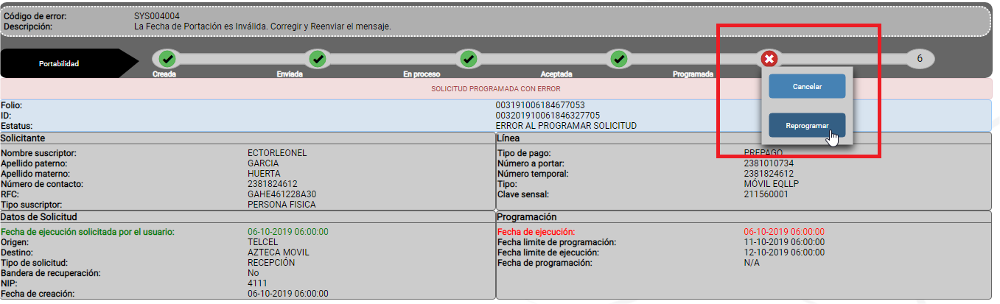 Código de error: SYS004004
Descripción: La Fecha de Portación es Inválida. Corregir y Reenviar el mensaje.
Portabilidad
6
Creada Enviada En proceso Aceptada Programada
Cancelar
SOLICITUD PROGRAMADA CON ERROR
Folio: 003191006184677053
ID: 003201910061846327705
Estatus: ERROR AL PROGRAMAR SOLICITUD
Reprogramar
Solicitante
Nombre suscriptor: ECTORLEONEL
Apellido paterno: GARCIA
Apellido materno: HUERTA
Número de contacto: 2381824612
RFC: GAHE461228A30
Tipo suscriptor: PERSONA FISICA
Línea
Tipo de pago: PREPAGO
Número a portar: 2381010734
Número temporal: 2381824612
Tipo: MÓVIL EQLLP
Clave sensal: 211560001
Datos de Solicitud
Fecha de ejecución solicitada por el usuario: 06-10-2019 06:00:00
Origen: TELCEL
Destino: AZTECA MOVIL
Tipo de solicitud: RECEPCIÓN
Bandera de recuperación: No
NIP: 4111
Fecha de creación: 06-10-2019 06:00:00
Programación
Fecha de ejecución: 06-10-2019 06:00:00
Fecha limite de programación: 11-10-2019 06:00:00
Fecha limite de ejecución: 12-10-2019 06:00:00
Fecha de programación: N/A